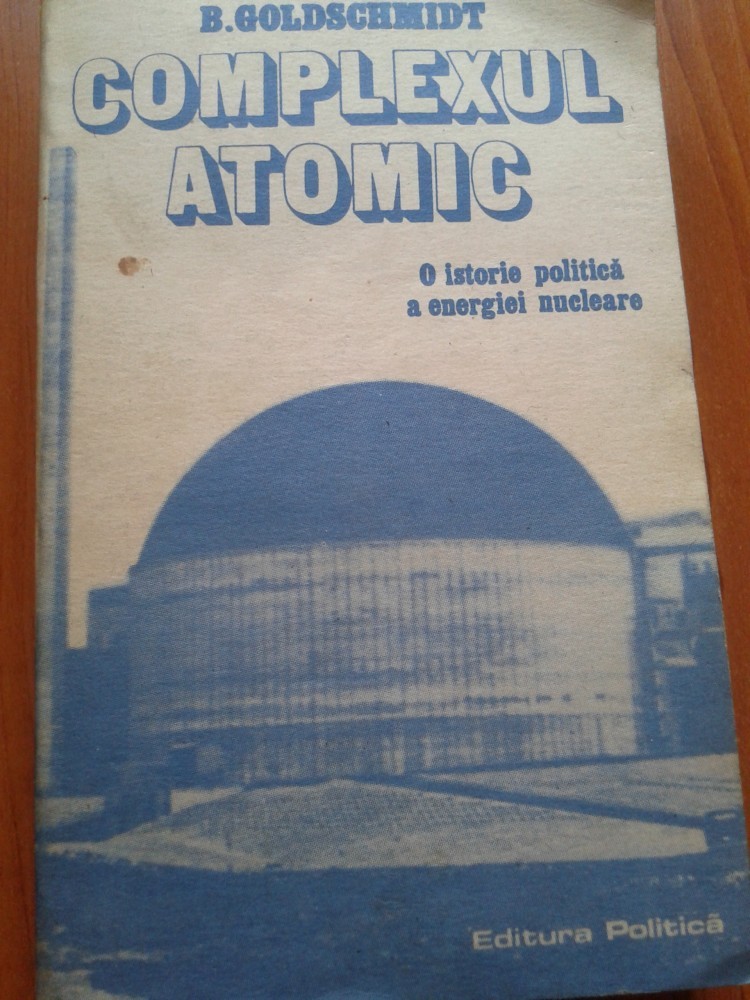 B. GOLDSCHMIDT
COMPLEXUL
ATOMIC
O istorie politică
a energiei nucleare
Editura Politică